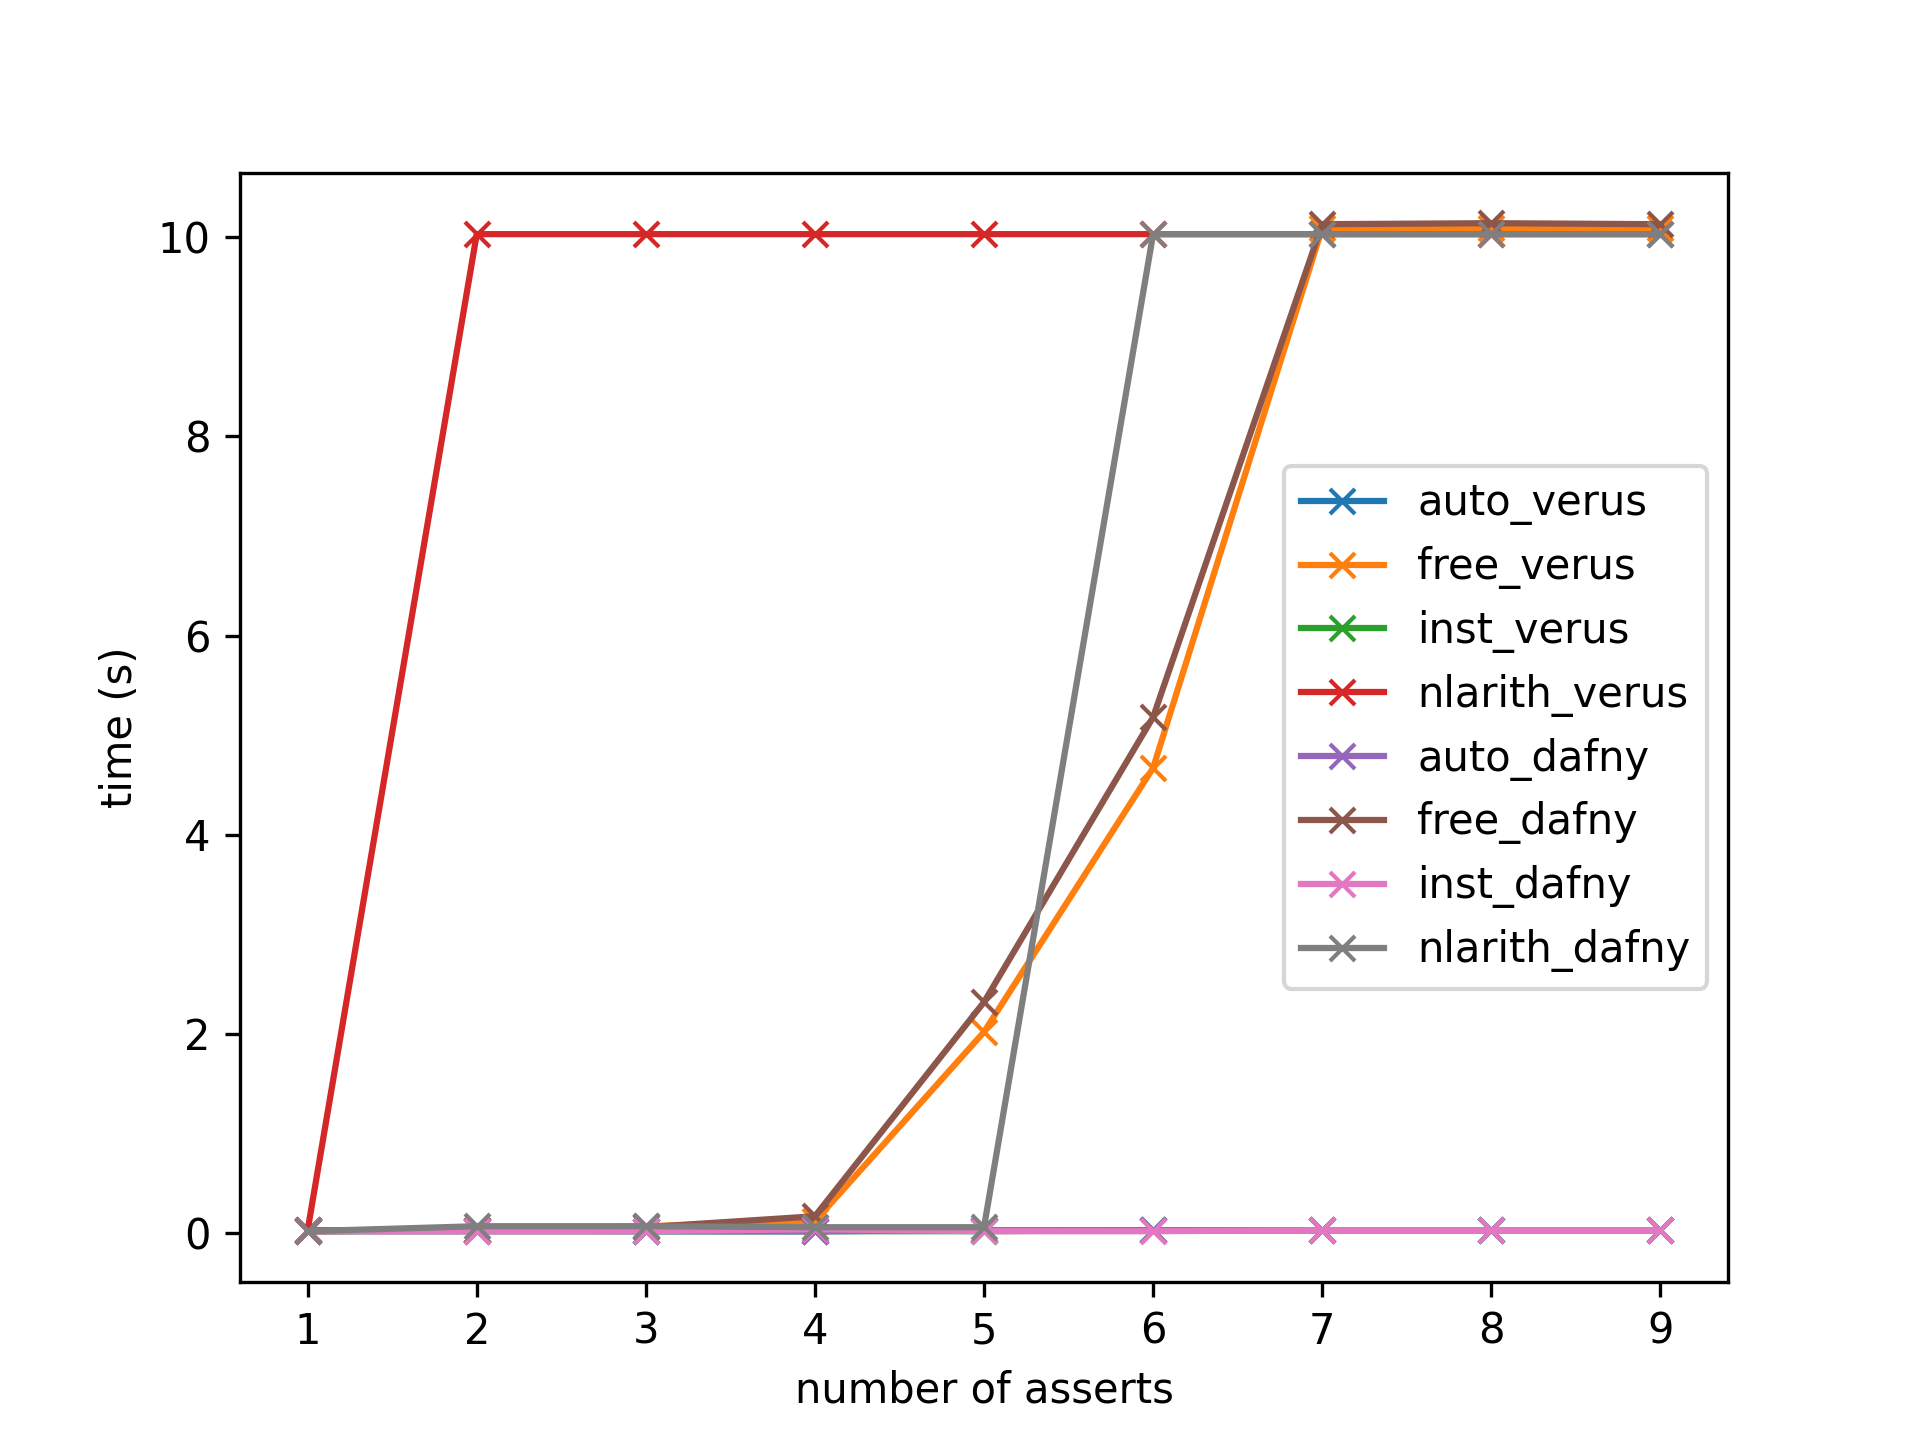 10
8
6
4
2
0
time (s)
1 2 3 4 5 6 7 8 9
number of asserts
auto_verus
free_verus
inst_verus
nlarith_verus
auto_dafny
free_dafny
inst_dafny
nlarith_dafny